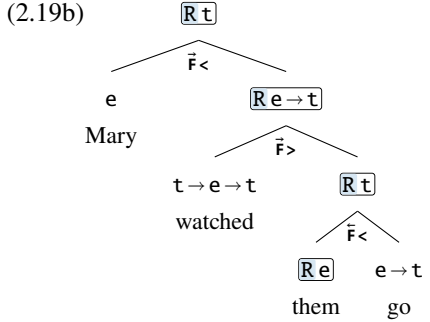 (2.19b) R t
F⃗ <
e R e → t
Mary F⃗ >
t → e → t R t
watched F⃖ <
R e e → t
them go